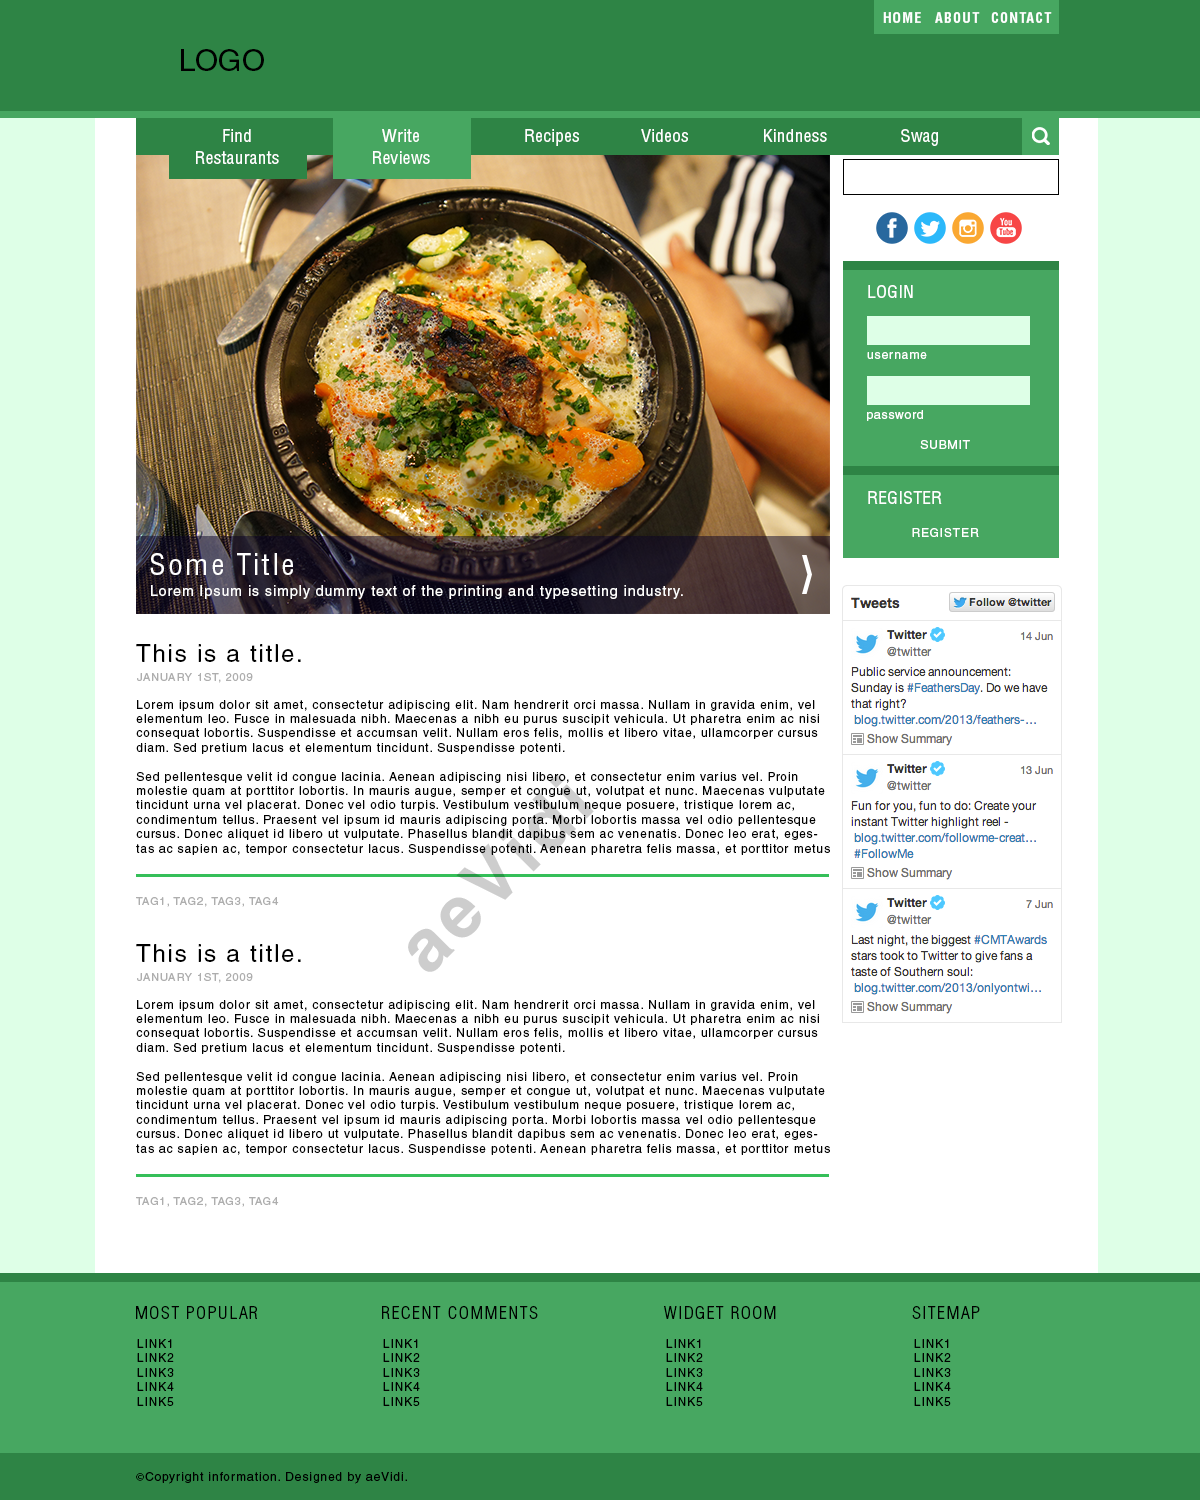 HOME ABOUT CONTACT
LOGO
Find Restaurants
Write Reviews
Recipes
Videos
Kindness
Swag
You Tube
STAUB
STAUB
Some Title
Lorem Ipsum is simply dummy text of the printing and typesetting industry.
LOGIN
username
password
SUBMIT
REGISTER
REGISTER
This is a title.
JANUARY 1ST, 2009
Lorem ipsum dolor sit amet, consectetur adipiscing elit. Nam hendrerit orci massa. Nullam in gravida enim, vel
elementum leo. Fusce in malesuada nibh. Maecenas a nibh eu purus suscipit vehicula. Ut pharetra enim ac nisi
consequat lobortis. Suspendisse et accumsan velit. Nullam eros felis, mollis et libero vitae, ullamcorper cursus
diam. Sed pretium lacus et elementum tincidunt. Suspendisse potenti.
Sed pellentesque velit id congue lacinia. Aenean adipiscing nisi libero, et consectetur enim varius vel. Proin
molestie quam at porttitor lobortis. In mauris augue, semper et congue ut, volutpat et nunc. Maecenas vulputate
tincidunt urna vel placerat. Donec vel odio turpis. Vestibulum vestibulum neque posuere, tristique lorem ac,
condimentum tellus. Praesent vel ipsum id mauris adipiscing porta. Morbi lobortis massa vel odio pellentesque
cursus. Donec aliquet id libero ut vulputate. Phasellus blandit dapibus sem ac venenatis. Donec leo erat, eges-
tas ac sapien ac, tempor consectetur lacus. Suspendisse potenti. Aenean pharetra felis massa, et porttitor metus
TAG1, TAG2, TAG3, TAG4
aeVidi
This is a title.
JANUARY 1ST, 2009
Lorem ipsum dolor sit amet, consectetur adipiscing elit. Nam hendrerit orci massa. Nullam in gravida enim, vel
elementum leo. Fusce in malesuada nibh. Maecenas a nibh eu purus suscipit vehicula. Ut pharetra enim ac nisi
consequat lobortis. Suspendisse et accumsan velit. Nullam eros felis, mollis et libero vitae, ullamcorper cursus
diam. Sed pretium lacus et elementum tincidunt. Suspendisse potenti.
Sed pellentesque velit id congue lacinia. Aenean adipiscing nisi libero, et consectetur enim varius vel. Proin
molestie quam at porttitor lobortis. In mauris augue, semper et congue ut, volutpat et nunc. Maecenas vulputate
tincidunt urna vel placerat. Donec vel odio turpis. Vestibulum vestibulum neque posuere, tristique lorem ac,
condimentum tellus. Praesent vel ipsum id mauris adipiscing porta. Morbi lobortis massa vel odio pellentesque
cursus. Donec aliquet id libero ut vulputate. Phasellus blandit dapibus sem ac venenatis. Donec leo erat, eges-
tas ac sapien ac, tempor consectetur lacus. Suspendisse potenti. Aenean pharetra felis massa, et porttitor metus
TAG1, TAG2, TAG3, TAG4
Tweets Follow @twitter
Twitter 14 Jun
@twitter
Public service announcement:
Sunday is #FeathersDay. Do we have
that right?
blog.twitter.com/2013/feathers-…
Show Summary
Twitter 13 Jun
@twitter
Fun for you, fun to do: Create your
instant Twitter highlight reel -
blog.twitter.com/followme-creat…
#FollowMe
Show Summary
Twitter 7 Jun
@twitter
Last night, the biggest #CMTAwards
stars took to Twitter to give fans a
taste of Southern soul:
blog.twitter.com/2013/onlyontwi…
Show Summary
MOST POPULAR
LINK1
LINK2
LINK3
LINK4
LINK5
RECENT COMMENTS
LINK1
LINK2
LINK3
LINK4
LINK5
WIDGET ROOM
LINK1
LINK2
LINK3
LINK4
LINK5
SITEMAP
LINK1
LINK2
LINK3
LINK4
LINK5
©Copyright information. Designed by aeVidi.